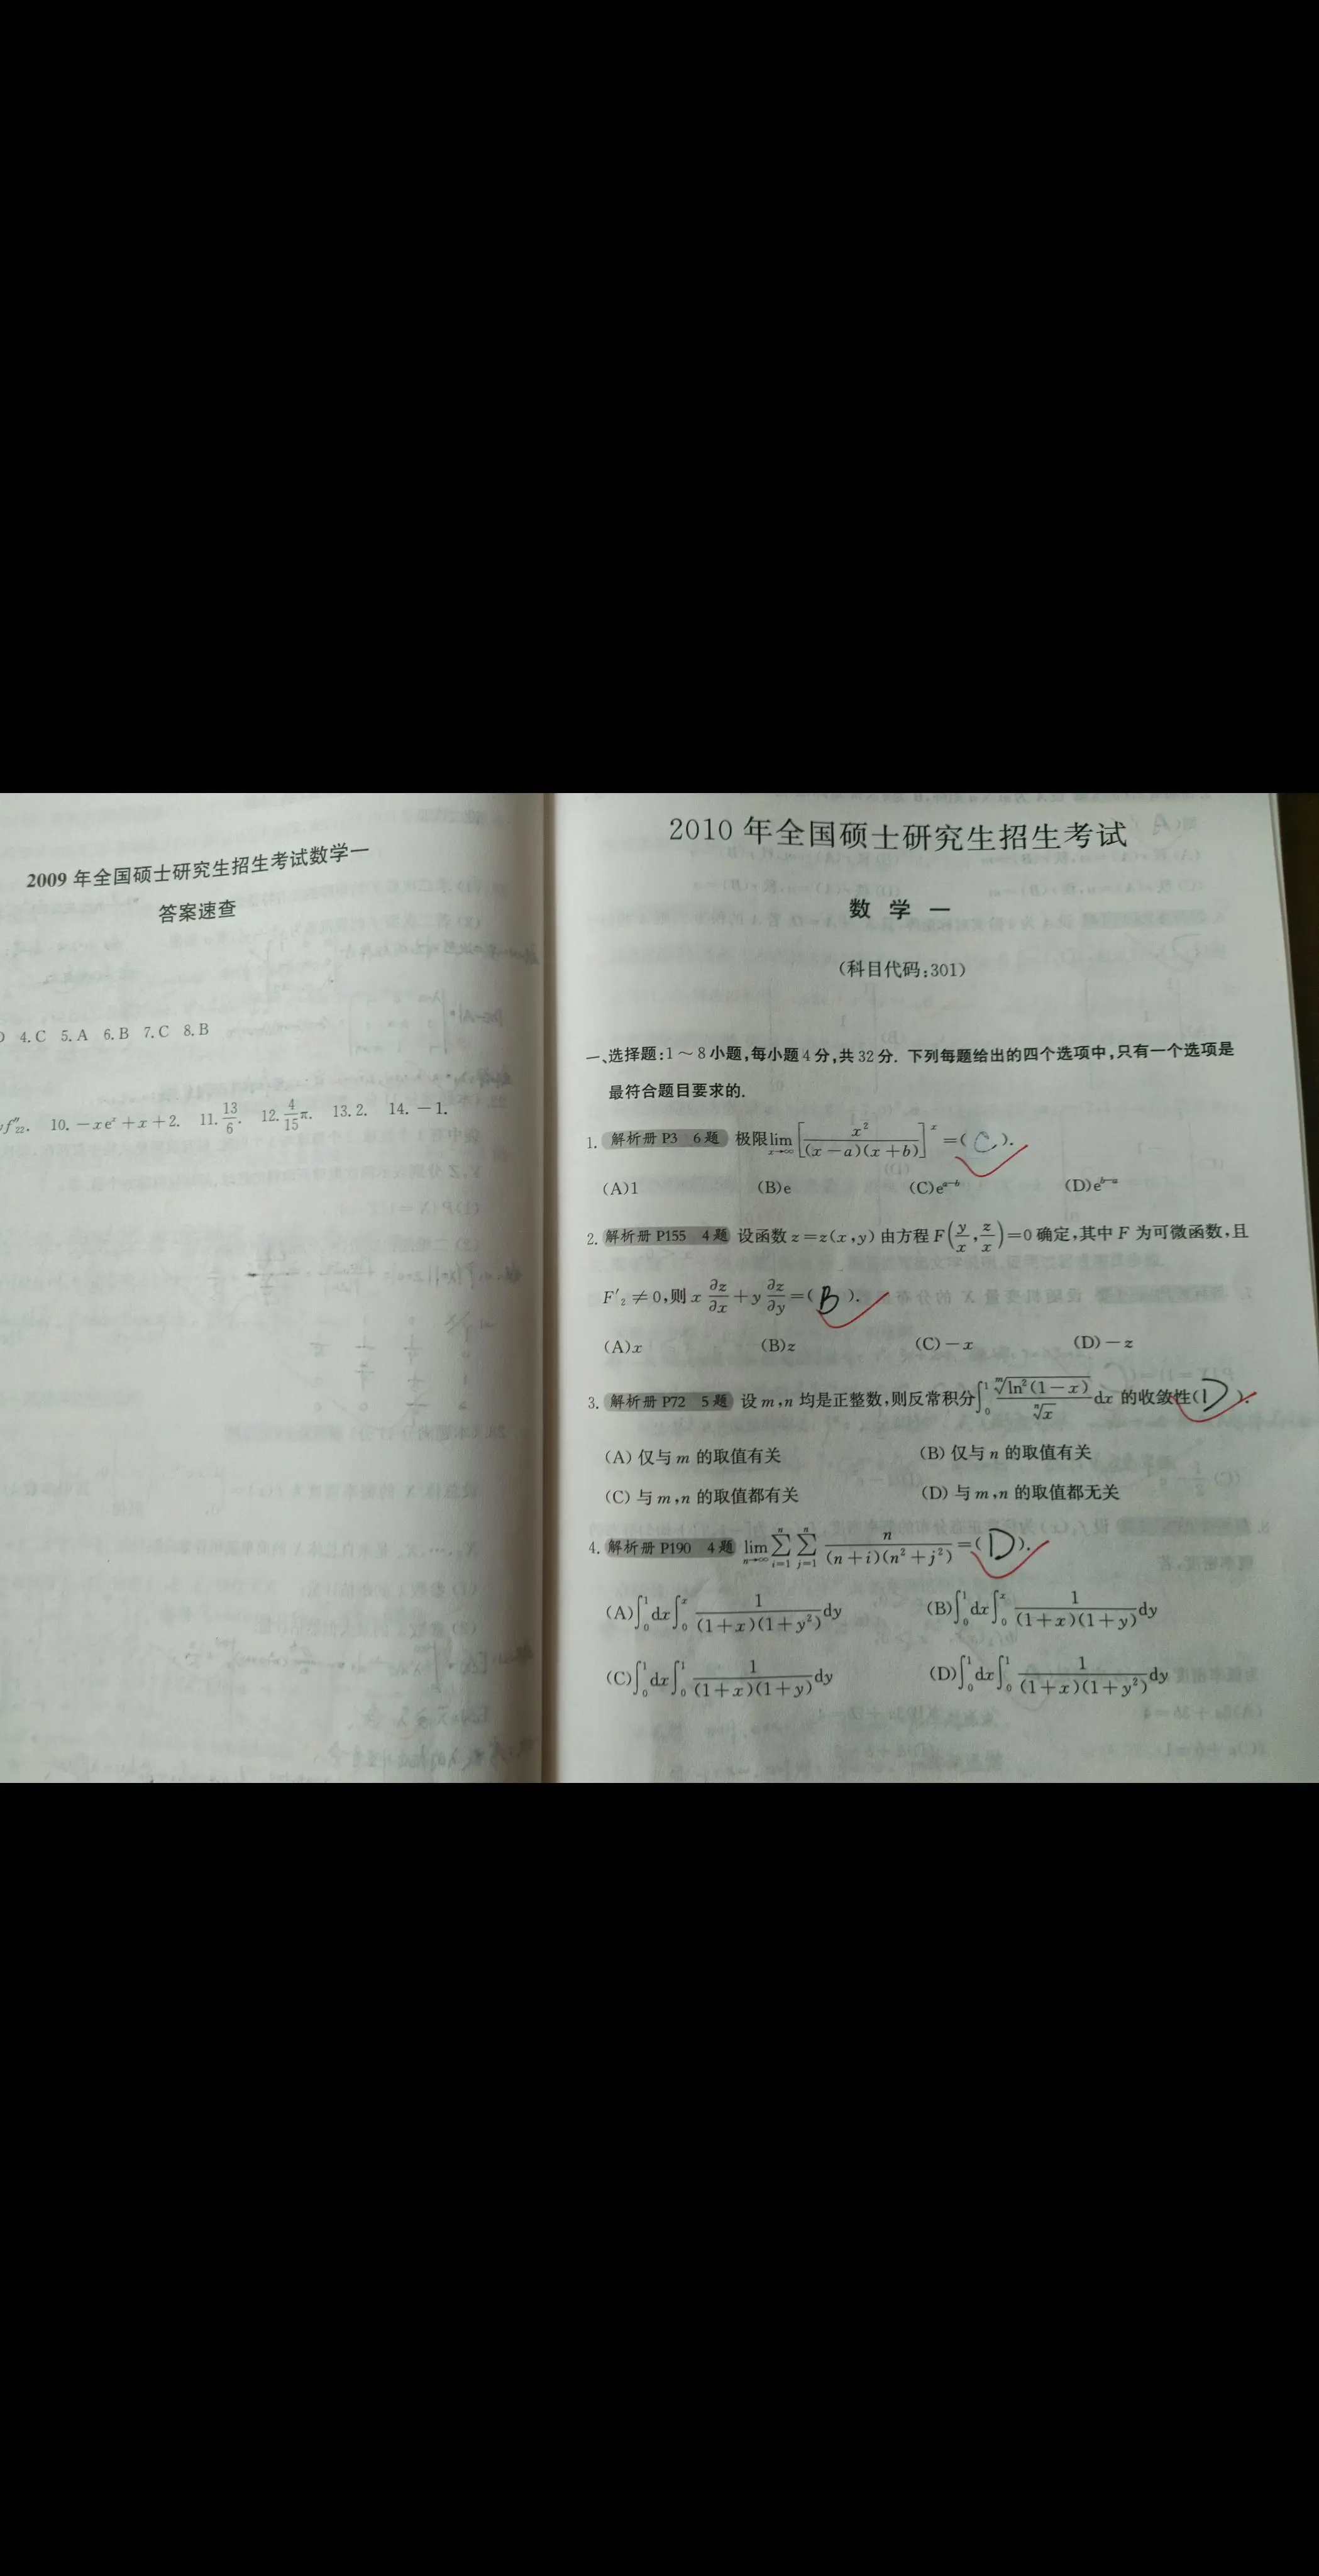 2009 年全国硕士研究生招生考试数学一
答案速查
4.C 5.A 6.B 7.C 8.B
f″₂₂. 10. −xeˣ+x+2. 11. 13/6. 12. 4/15 π. 13. 2. 14. −1.
2010 年全国硕士研究生招生考试
数 学 一
(科目代码:301)
一、选择题:1～8小题,每小题4分,共32分. 下列每题给出的四个选项中,只有一个选项是
最符合题目要求的.
1. 解析册 P3 6题 极限 lim_{x→∞} [x²/((x−a)(x+b))]ˣ =( C ).
(A)1 (B)e (C)e^{a−b} (D)e^{b−a}
2. 解析册 P155 4题 设函数 z=z(x,y) 由方程 F(y/x, z/x)=0 确定,其中 F 为可微函数,且
F′₂≠0,则 x ∂z/∂x + y ∂z/∂y =( B ).
(A)x (B)z (C)−x (D)−z
3. 解析册 P72 5题 设 m,n 均是正整数,则反常积分 ∫₀¹ ᵐ√(ln²(1−x)) / ⁿ√x dx 的收敛性( D ).
(A) 仅与 m 的取值有关 (B) 仅与 n 的取值有关
(C) 与 m,n 的取值都有关 (D) 与 m,n 的取值都无关
4. 解析册 P190 4题 lim_{n→∞} ∑_{i=1}^{n} ∑_{j=1}^{n} n/((n+i)(n²+j²)) =( D ).
(A)∫₀¹dx∫₀ˣ 1/((1+x)(1+y²)) dy (B)∫₀¹dx∫₀ˣ 1/((1+x)(1+y)) dy
(C)∫₀¹dx∫₀¹ 1/((1+x)(1+y)) dy (D)∫₀¹dx∫₀¹ 1/((1+x)(1+y²)) dy